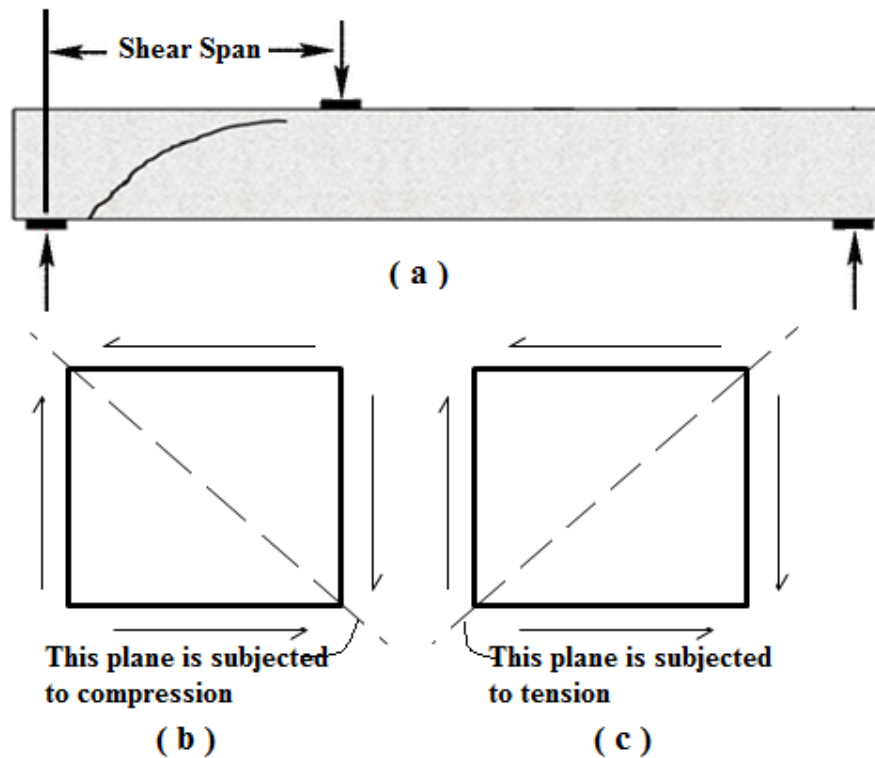 Shear Span
( a )
This plane is subjected
to compression
( b )
This plane is subjected
to tension
( c )